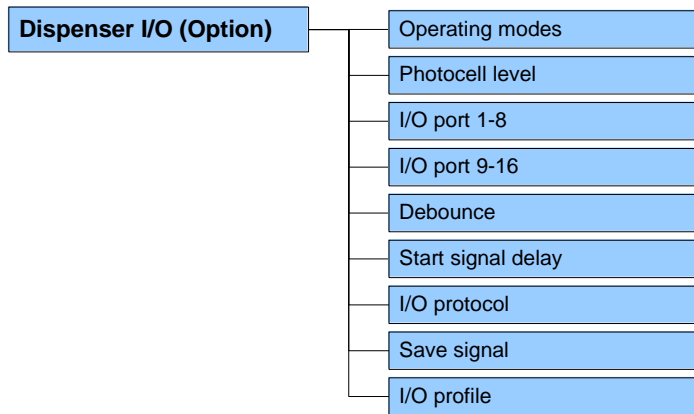 Dispenser I/O (Option)
Operating modes
Photocell level
I/O port 1-8
I/O port 9-16
Debounce
Start signal delay
I/O protocol
Save signal
I/O profile